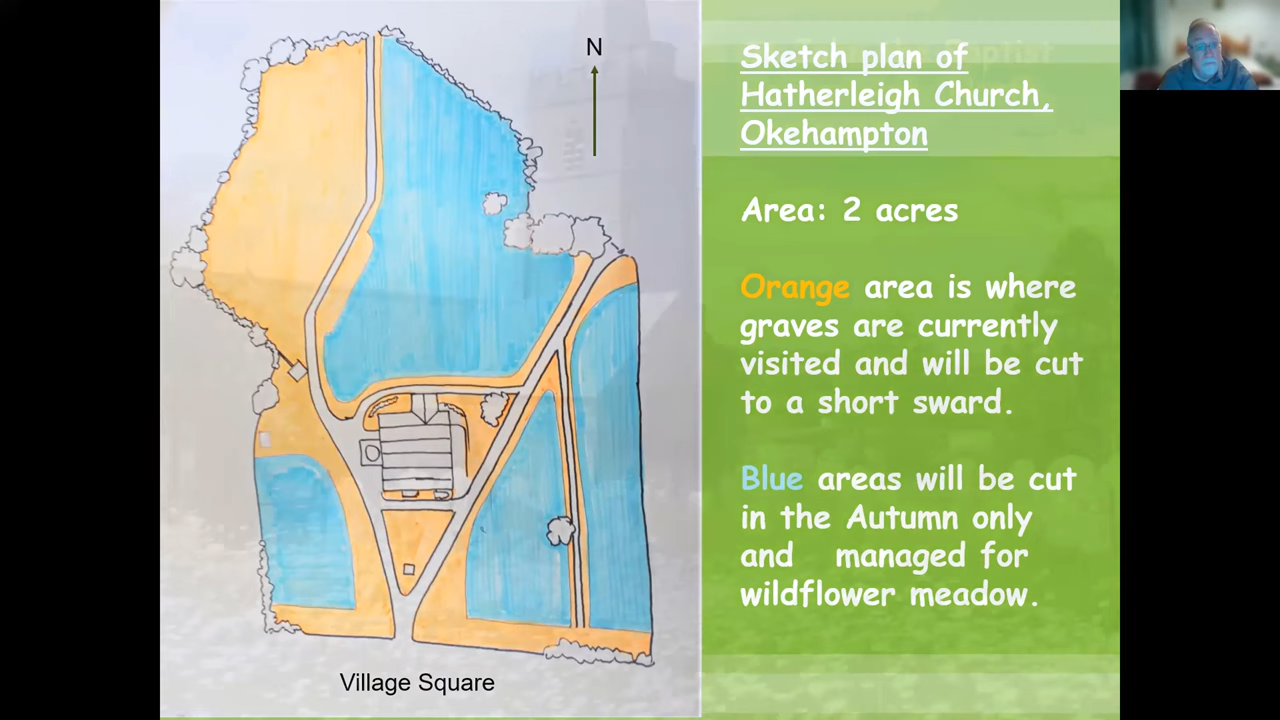 N
Village Square
Sketch plan of
Hatherleigh Church,
Okehampton
Area: 2 acres
Orange area is where
graves are currently
visited and will be cut
to a short sward.
Blue areas will be cut
in the Autumn only
and managed for
wildflower meadow.